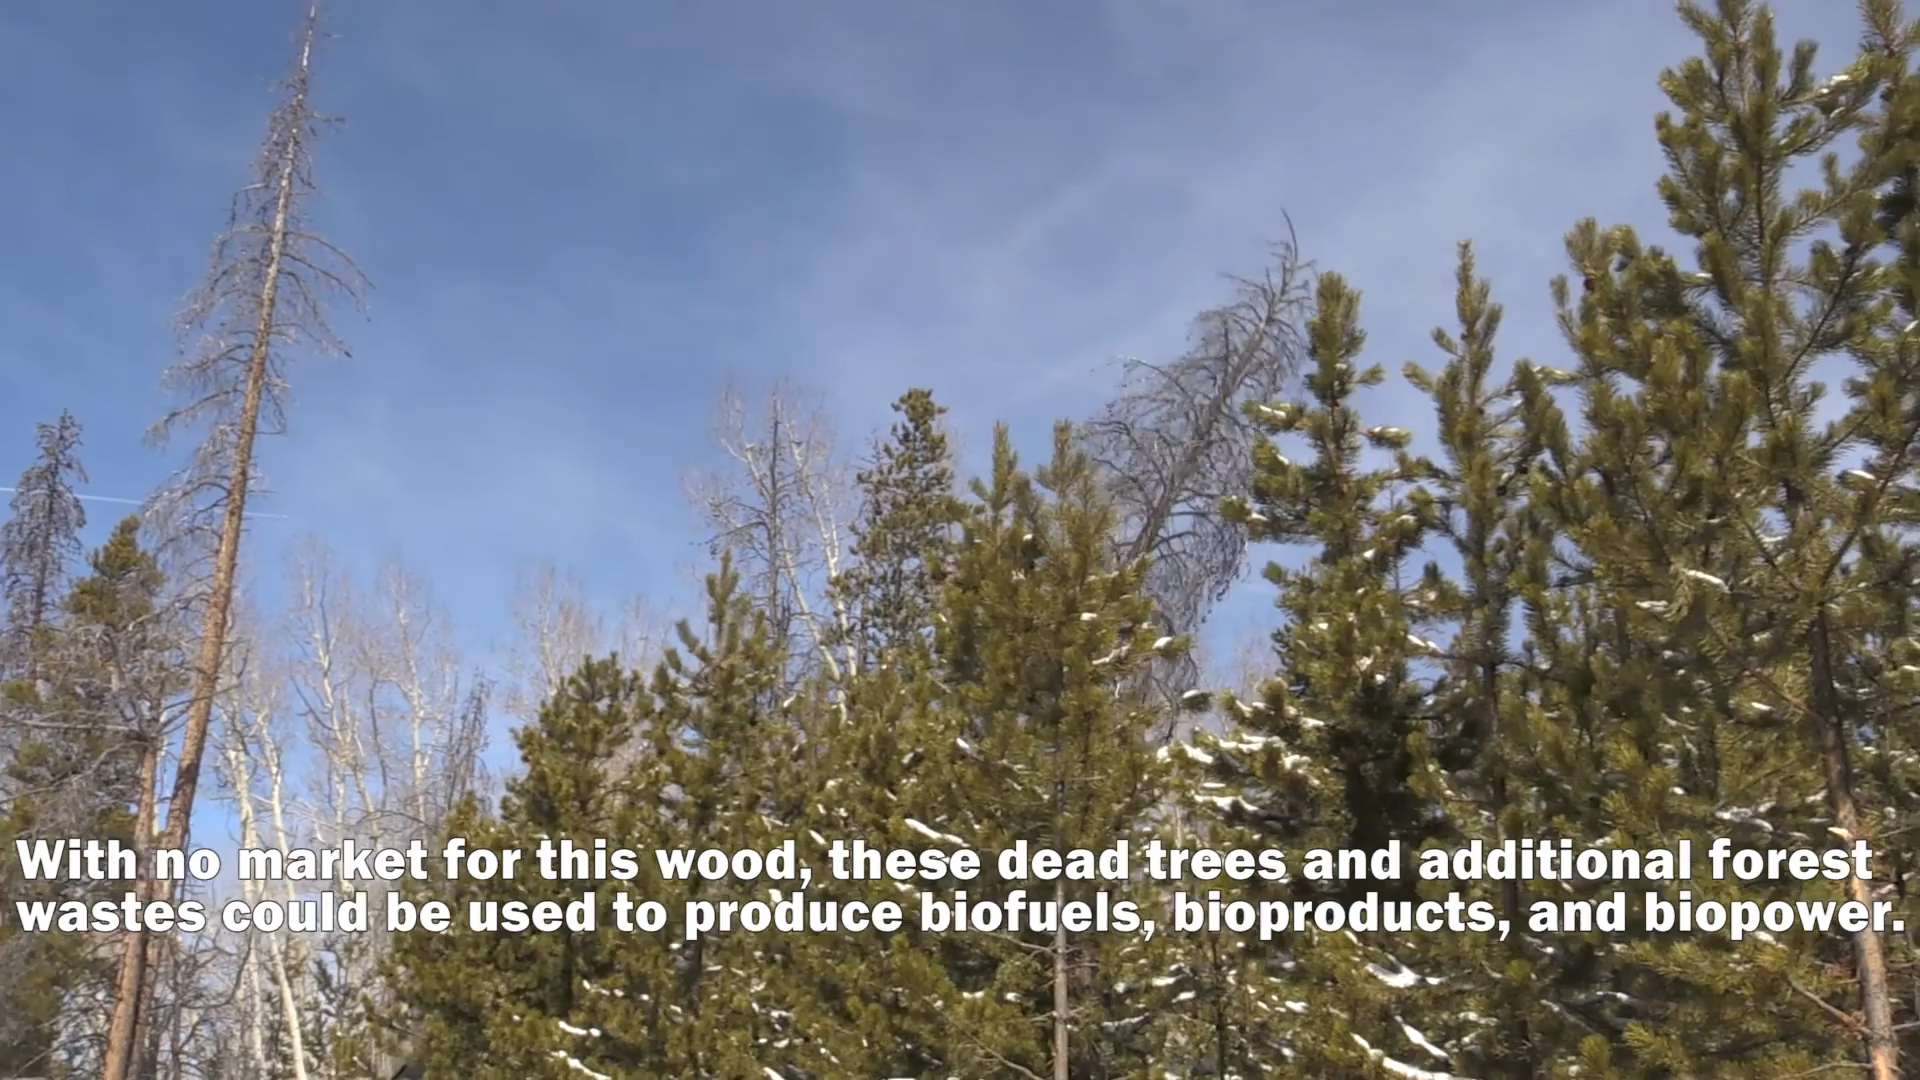 With no market for this wood, these dead trees and additional forest
wastes could be used to produce biofuels, bioproducts, and biopower.